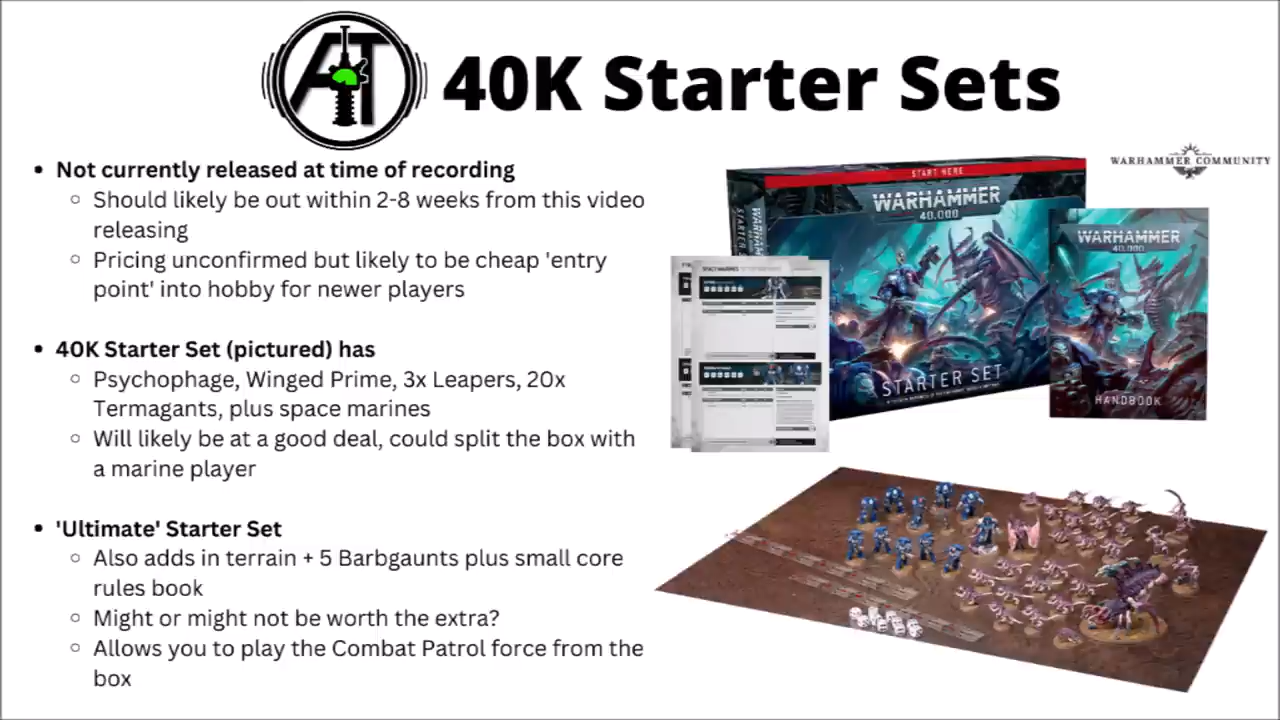 AT
40K Starter Sets
• Not currently released at time of recording
○ Should likely be out within 2-8 weeks from this video
releasing
○ Pricing unconfirmed but likely to be cheap 'entry
point' into hobby for newer players
• 40K Starter Set (pictured) has
○ Psychophage, Winged Prime, 3x Leapers, 20x
Termagants, plus space marines
○ Will likely be at a good deal, could split the box with
a marine player
• 'Ultimate' Starter Set
○ Also adds in terrain + 5 Barbgaunts plus small core
rules book
○ Might or might not be worth the extra?
○ Allows you to play the Combat Patrol force from the
box
WARHAMMER COMMUNITY
START HERE
WARHAMMER
40,000
STARTER SET
WARHAMMER
40,000
HANDBOOK
SPACE MARINES